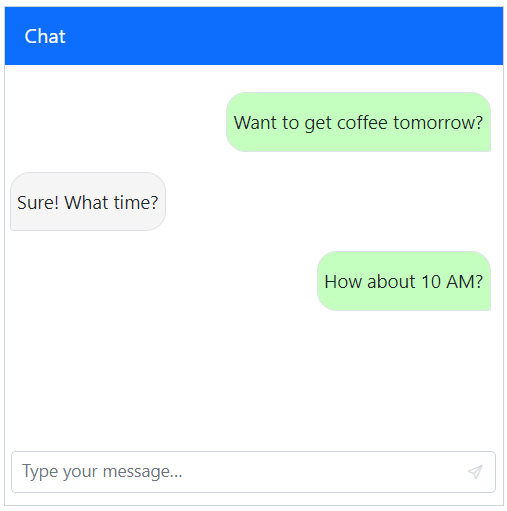 Chat
Want to get coffee tomorrow?
Sure! What time?
How about 10 AM?
Type your message...